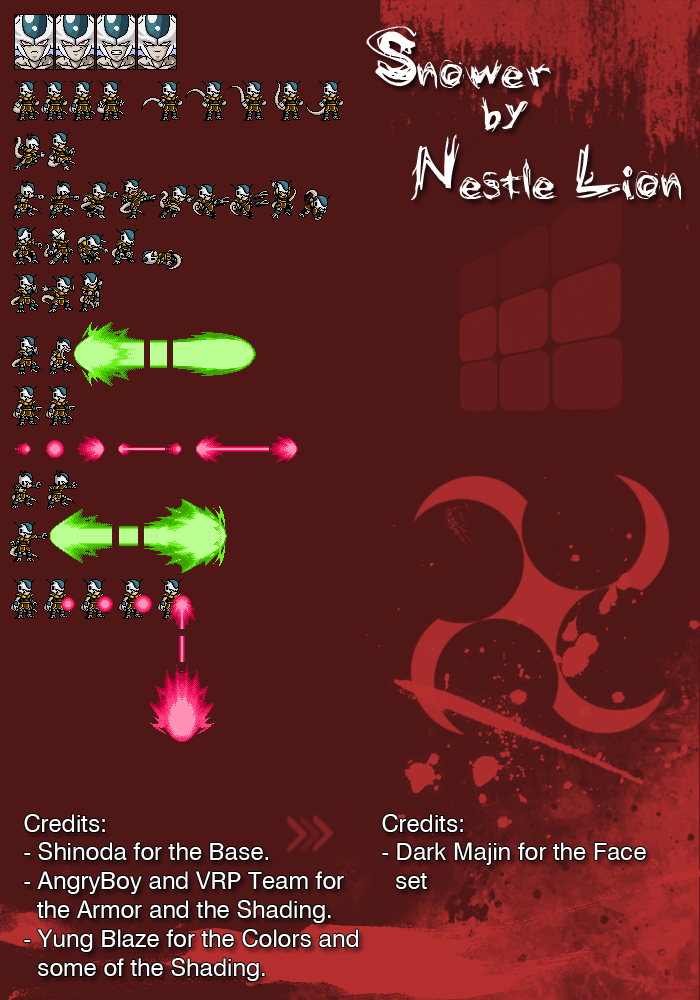 Snower
by
Nestle Lion
Credits:
- Shinoda for the Base.
- AngryBoy and VRP Team for
the Armor and the Shading.
- Yung Blaze for the Colors and
some of the Shading.
Credits:
- Dark Majin for the Face
set